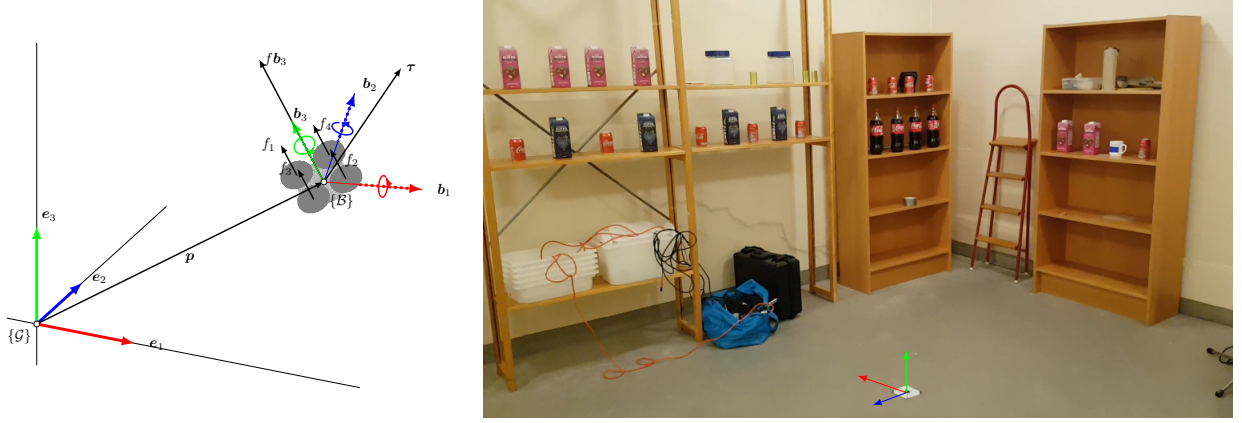 f𝒃₃
𝝉
𝒃₂
𝒃₃
f₄
f₁
f₂
f₃
𝒃₁
{ℬ}
𝒆₃
𝒑
𝒆₂
{𝒢}
𝒆₁